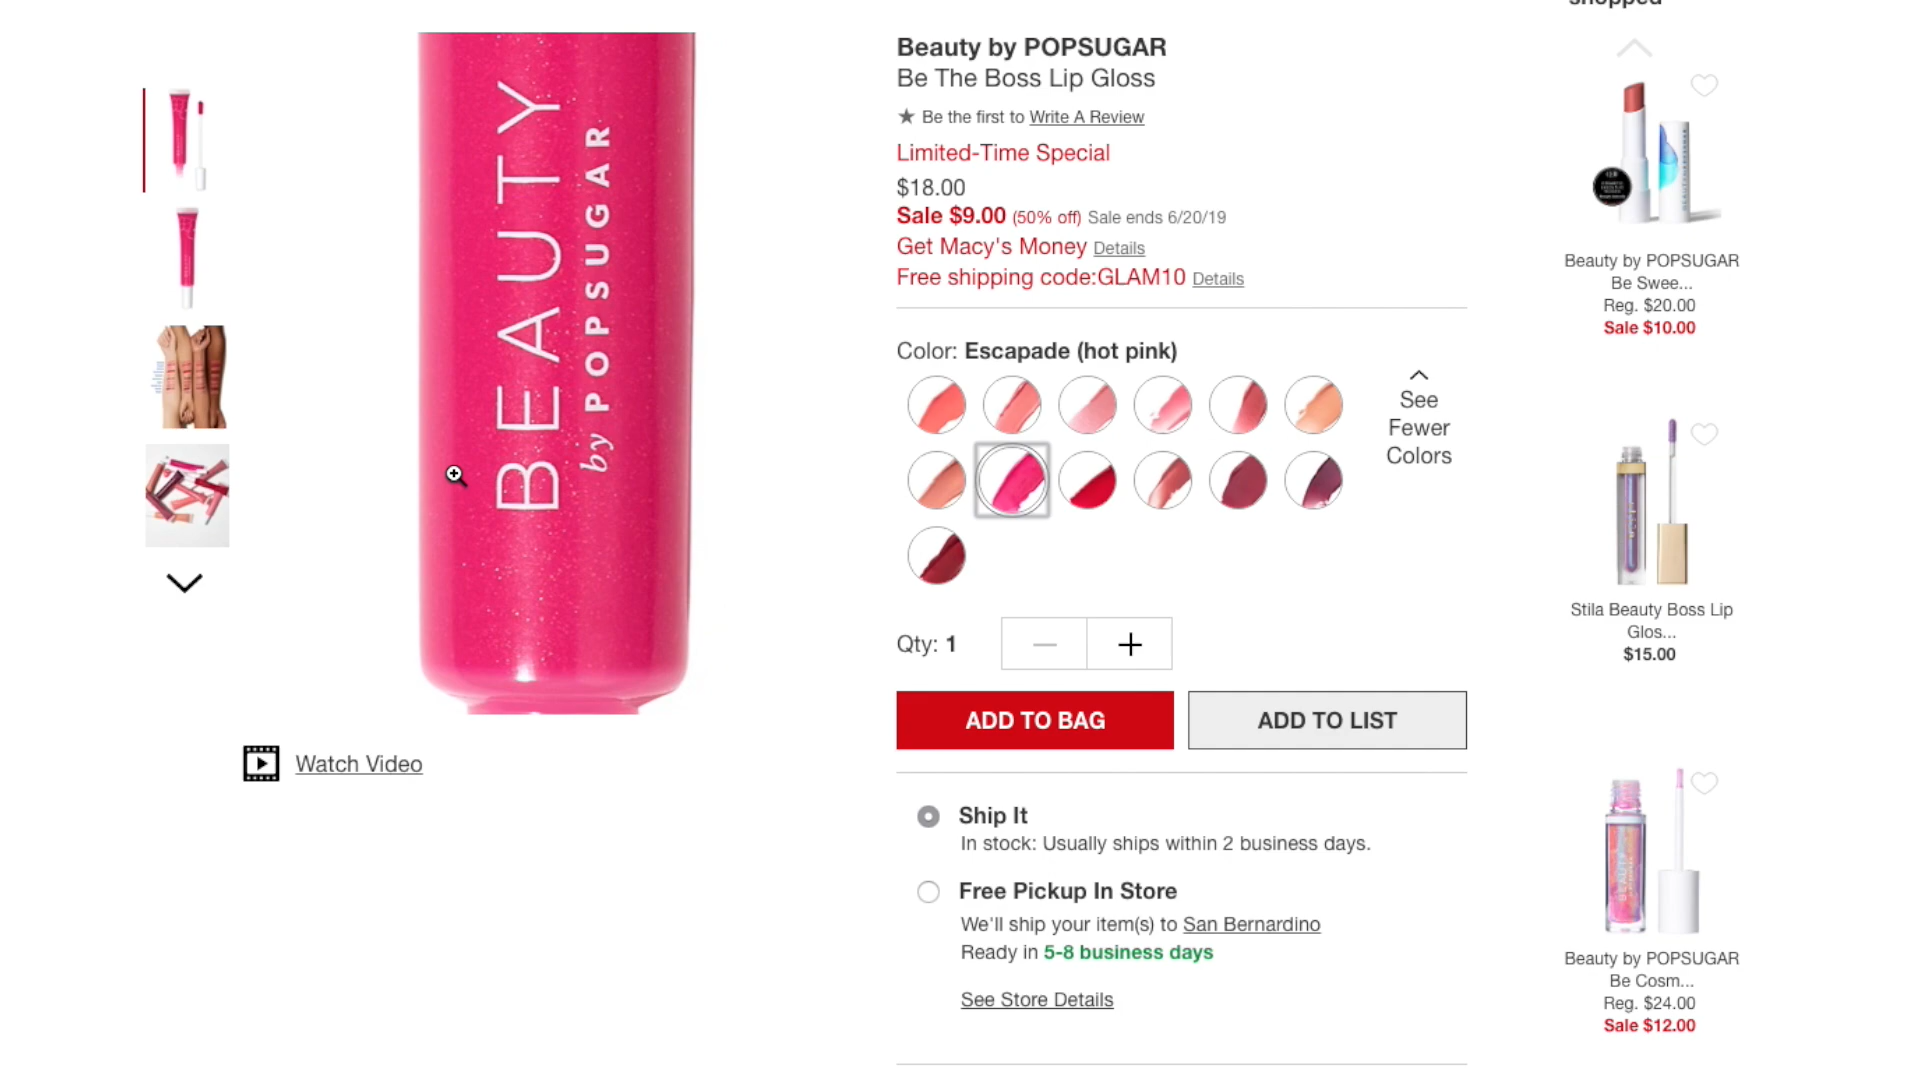 shopped
BEAUTY
by POPSUGAR
Watch Video
Beauty by POPSUGAR
Be The Boss Lip Gloss
★ Be the first to Write A Review
Limited-Time Special
$18.00
Sale $9.00 (50% off) Sale ends 6/20/19
Get Macy's Money Details
Free shipping code:GLAM10 Details
Color: Escapade (hot pink)
See
Fewer
Colors
Qty: 1
ADD TO BAG
ADD TO LIST
Ship It
In stock: Usually ships within 2 business days.
Free Pickup In Store
We'll ship your item(s) to San Bernardino
Ready in 5-8 business days
See Store Details
Beauty by POPSUGAR
Be Swee...
Reg. $20.00
Sale $10.00
Stila Beauty Boss Lip
Glos...
$15.00
Beauty by POPSUGAR
Be Cosm...
Reg. $24.00
Sale $12.00